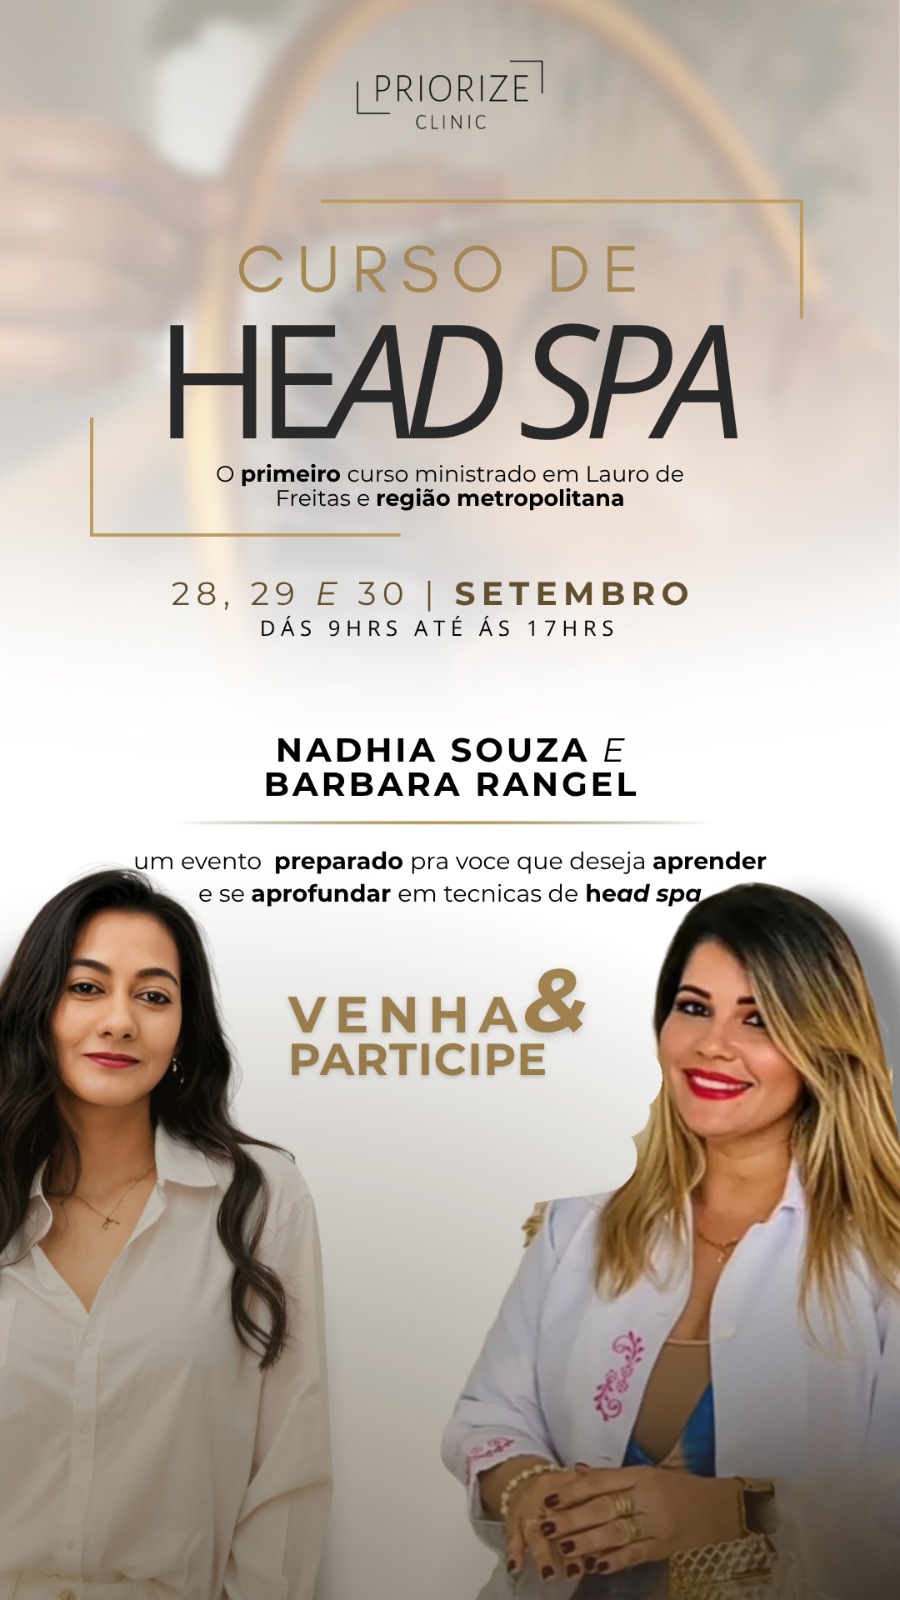 PRIORIZE
CLINIC
CURSO DE
HEAD SPA
O primeiro curso ministrado em Lauro de
Freitas e região metropolitana
28, 29 E 30 | SETEMBRO
DÁS 9HRS ATÉ ÁS 17HRS
NADHIA SOUZA E
BARBARA RANGEL
um evento preparado pra voce que deseja aprender
e se aprofundar em tecnicas de head spa
VENHA&
PARTICIPE